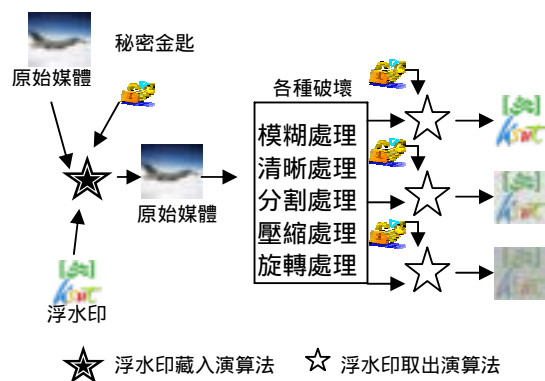 秘密金匙
原始媒體
各種破壞
模糊處理
清晰處理
分割處理
壓縮處理
旋轉處理
原始媒體
浮水印
浮水印藏入演算法
浮水印取出演算法